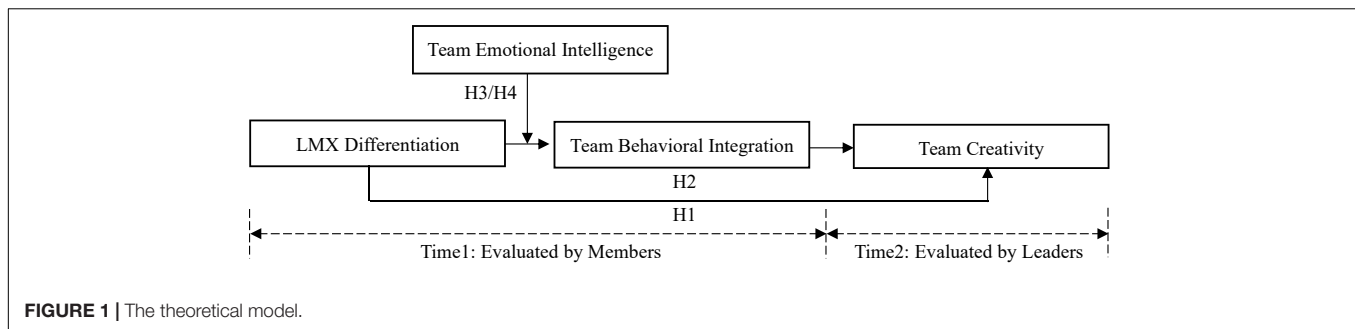 Team Emotional Intelligence
H3/H4
LMX Differentiation
Team Behavioral Integration
Team Creativity
H2
H1
Time1: Evaluated by Members
Time2: Evaluated by Leaders
FIGURE 1 | The theoretical model.